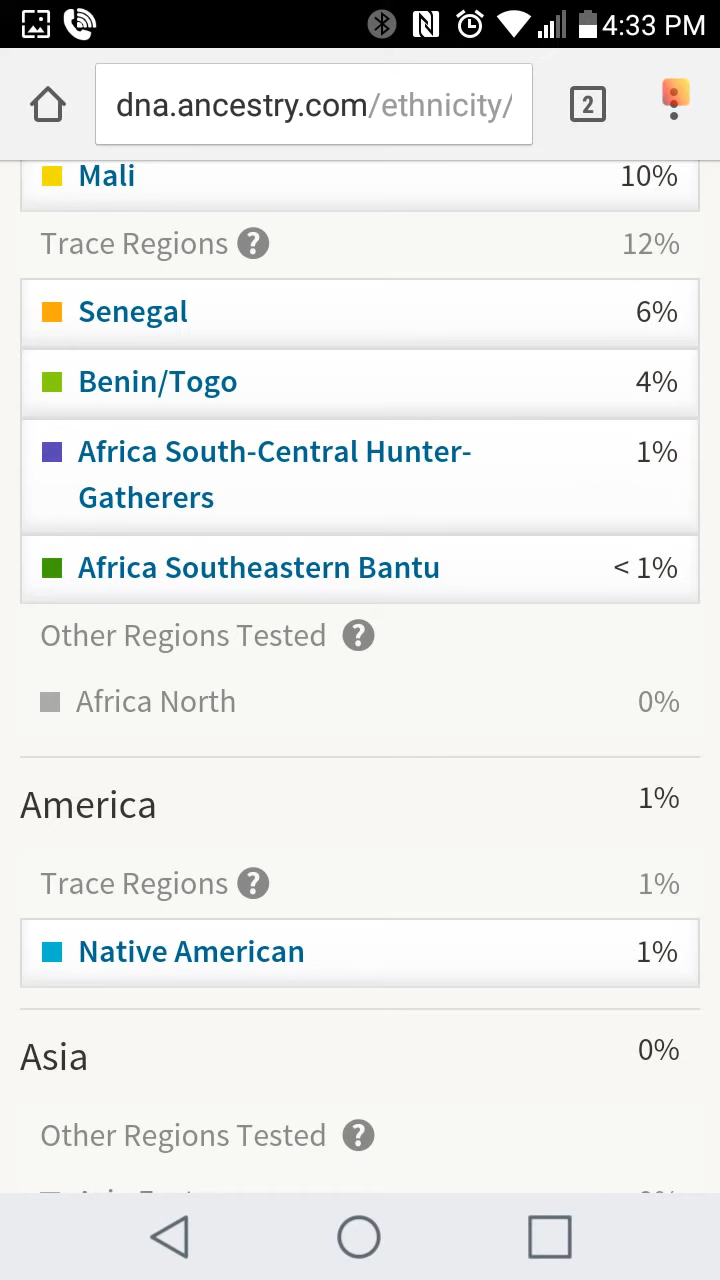 4:33 PM
dna.ancestry.com/ethnicity/
2
Mali 10%
Trace Regions ? 12%
Senegal 6%
Benin/Togo 4%
Africa South-Central Hunter- 1%
Gatherers
Africa Southeastern Bantu < 1%
Other Regions Tested ?
Africa North 0%
America 1%
Trace Regions ? 1%
Native American 1%
Asia 0%
Other Regions Tested ?